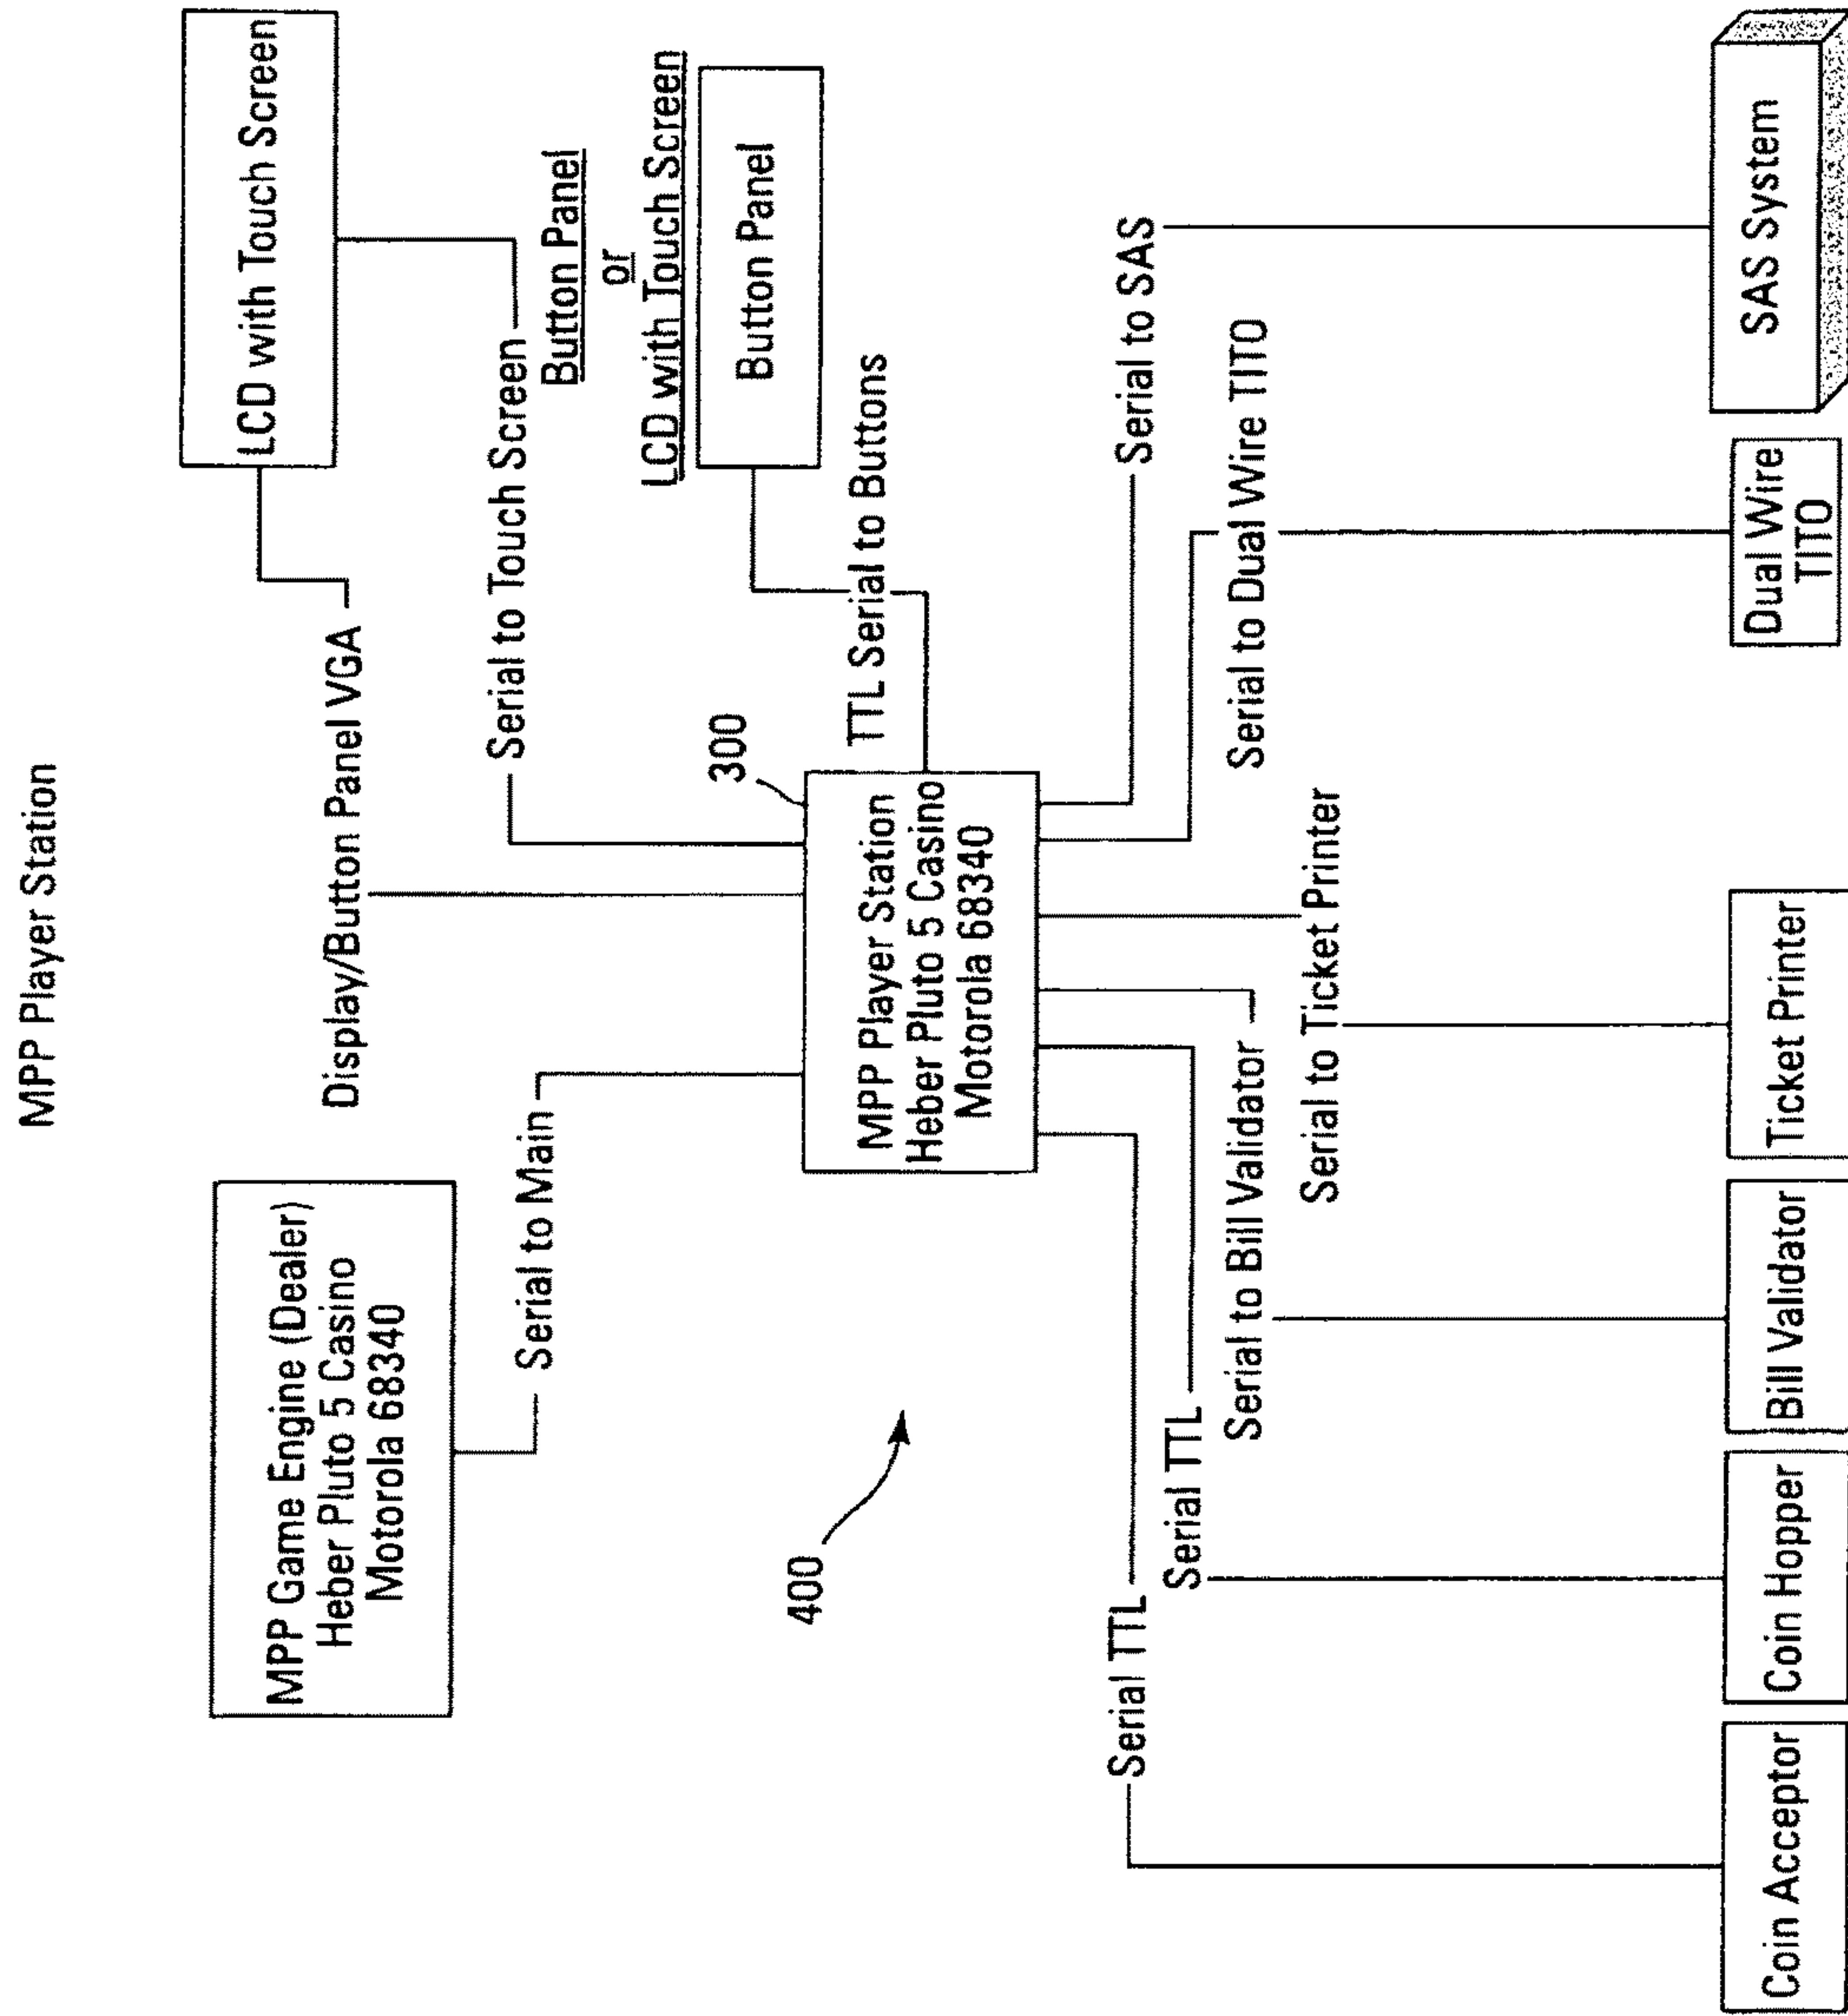 MPP Player Station
MPP Game Engine (Dealer)
Heber Pluto 5 Casino
Motorola 68340
LCD with Touch Screen
Display/Button Panel VGA
Serial to Main
Serial to Touch Screen
Button Panel
or
LCD with Touch Screen
Button Panel
300
MPP Player Station
Heber Pluto 5 Casino
Motorola 68340
TTL Serial to Buttons
400
Serial TTL
Serial TTL
Serial to Bill Validator
Serial to Ticket Printer
Serial to Dual Wire TITO
Serial to SAS
Coin Acceptor
Coin Hopper
Bill Validator
Ticket Printer
Dual Wire
TITO
SAS System